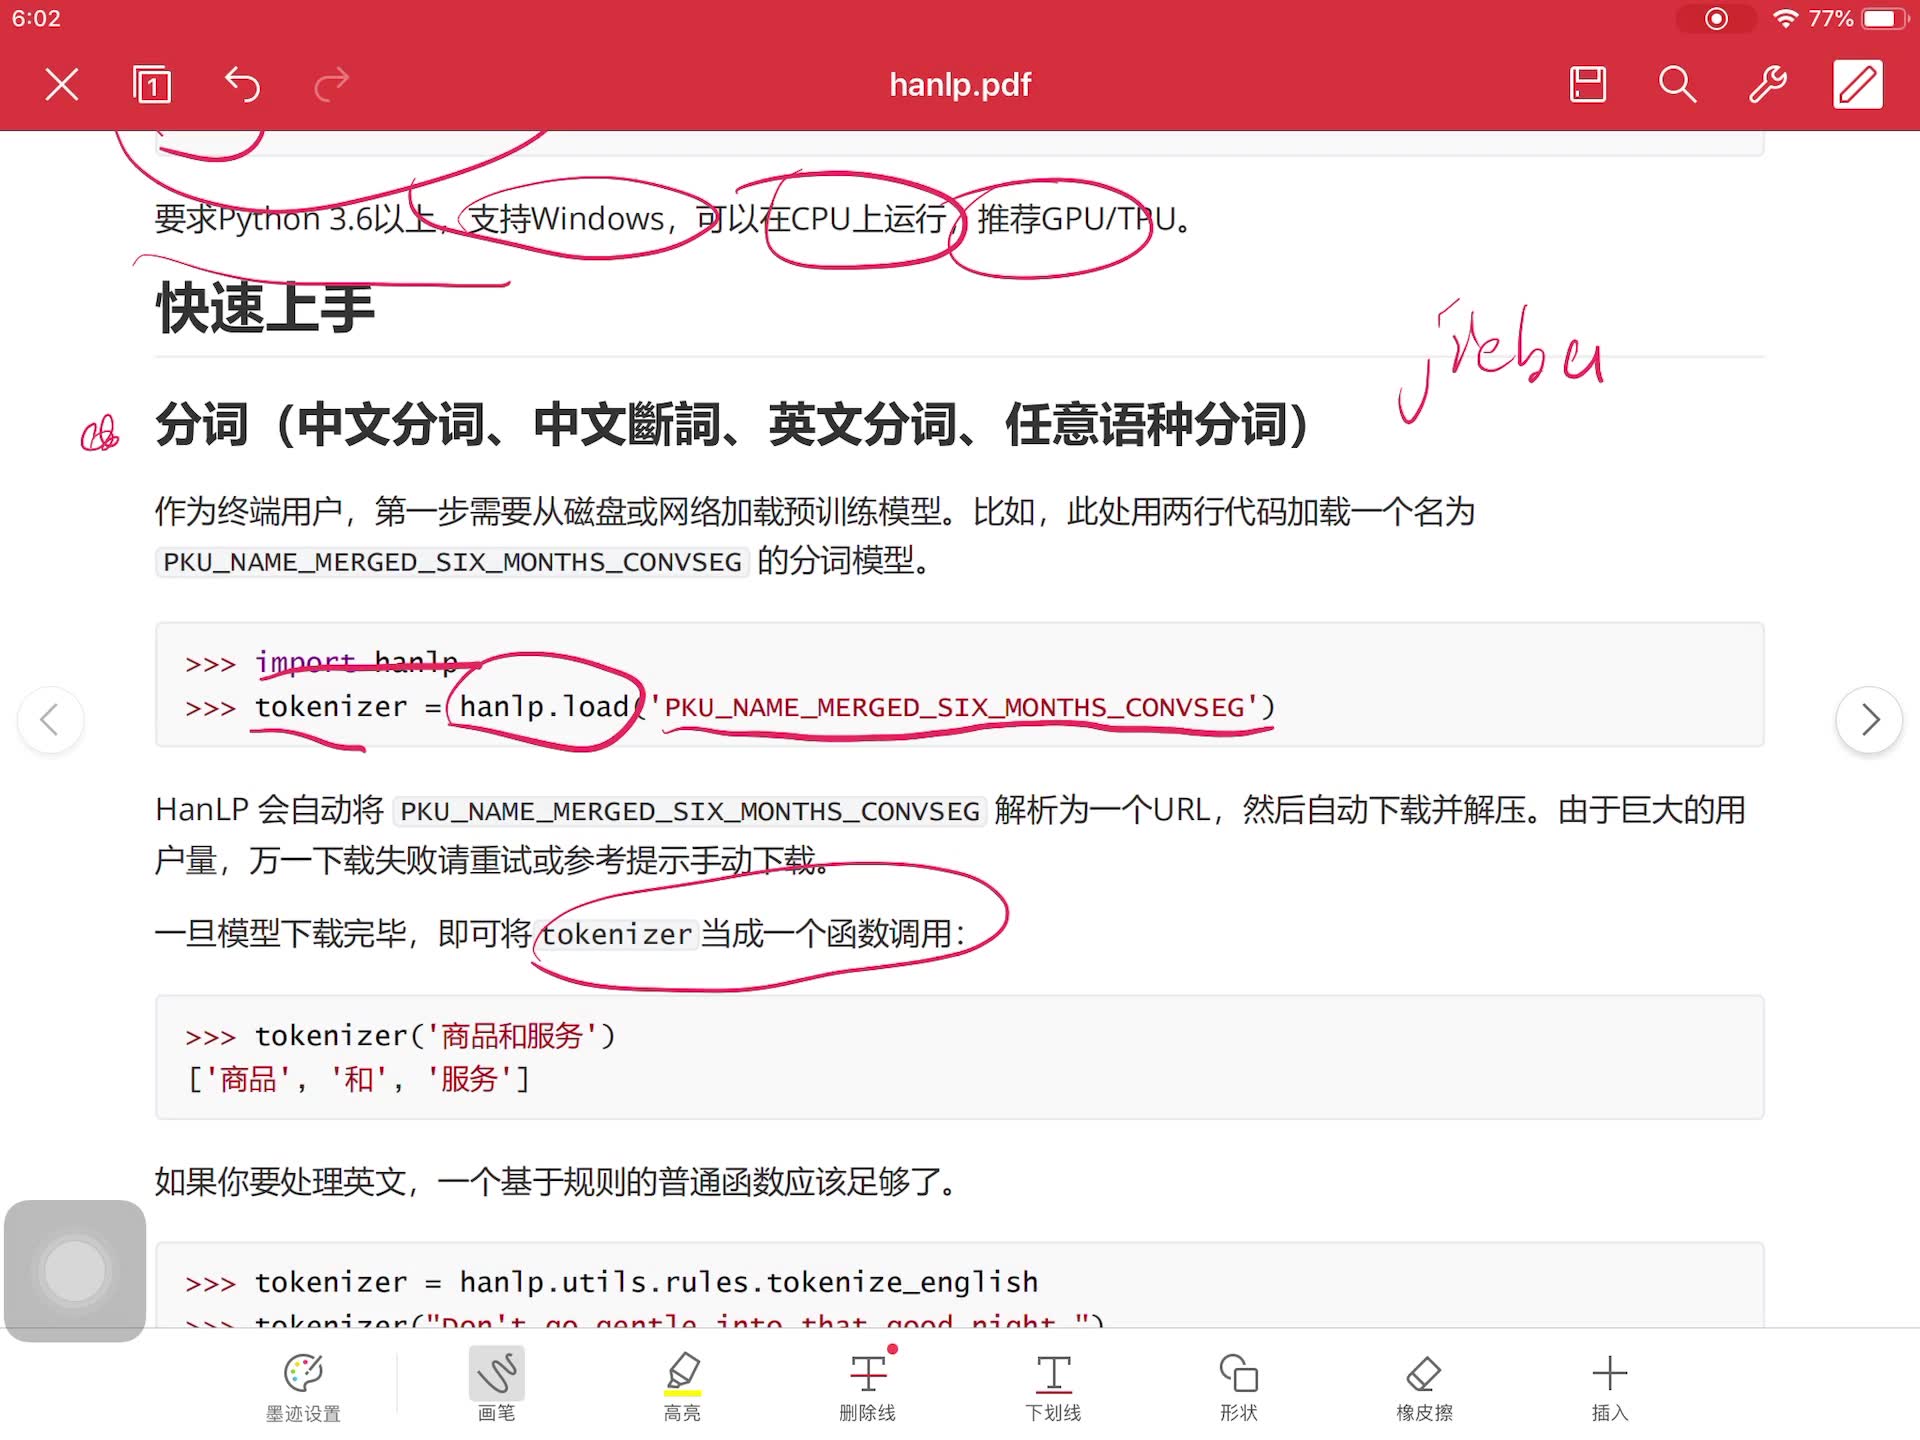 6:02
77%
1
hanlp.pdf
要求Python 3.6以上，支持Windows，可以在CPU上运行，推荐GPU/TPU。
快速上手
jieba
分词（中文分词、中文斷詞、英文分词、任意语种分词）
作为终端用户，第一步需要从磁盘或网络加载预训练模型。比如，此处用两行代码加载一个名为
PKU_NAME_MERGED_SIX_MONTHS_CONVSEG 的分词模型。
>>> import hanlp
>>> tokenizer = hanlp.load('PKU_NAME_MERGED_SIX_MONTHS_CONVSEG')
HanLP 会自动将 PKU_NAME_MERGED_SIX_MONTHS_CONVSEG 解析为一个URL，然后自动下载并解压。由于巨大的用
户量，万一下载失败请重试或参考提示手动下载。
一旦模型下载完毕，即可将 tokenizer 当成一个函数调用：
>>> tokenizer('商品和服务')
['商品', '和', '服务']
如果你要处理英文，一个基于规则的普通函数应该足够了。
>>> tokenizer = hanlp.utils.rules.tokenize_english
>>> tokenizer("Don't go gentle into that good night.")
墨迹设置
画笔
高亮
删除线
下划线
形状
橡皮擦
插入